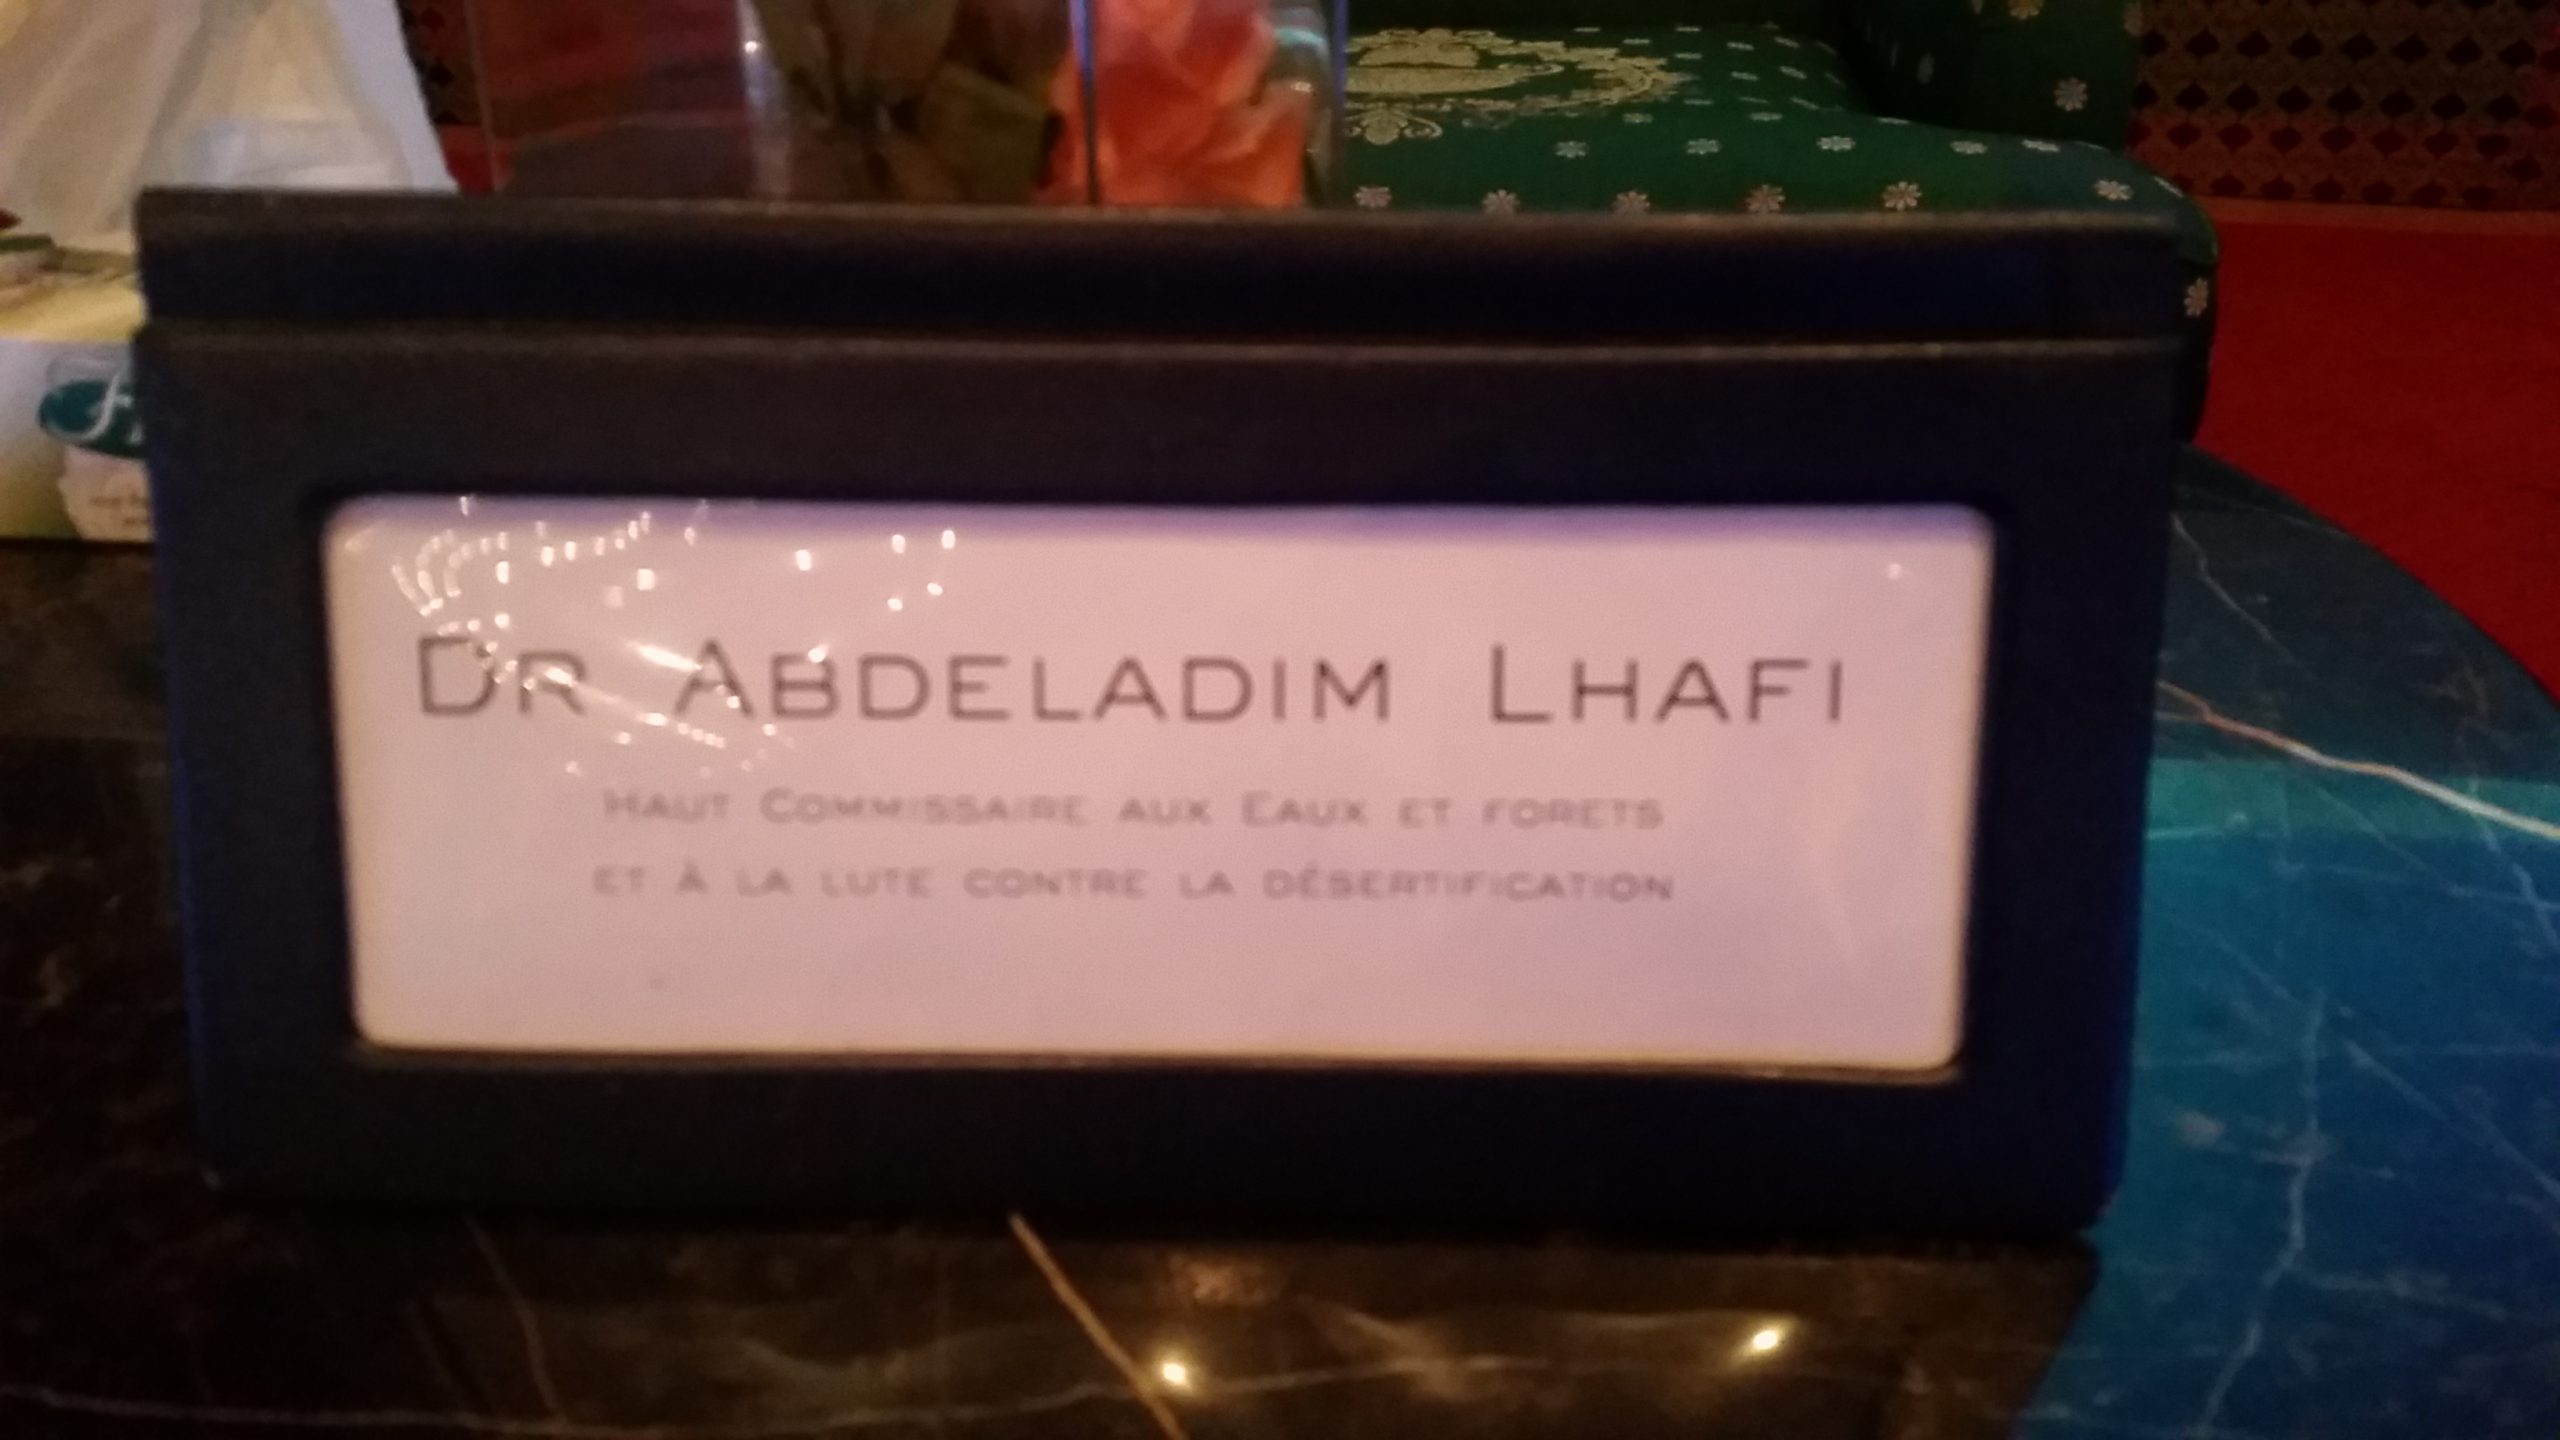 DR ABDELADIM LHAFI
HAUT COMMISSAIRE AUX EAUX ET FORETS
ET À LA LUTE CONTRE LA DÉSERTIFICATION